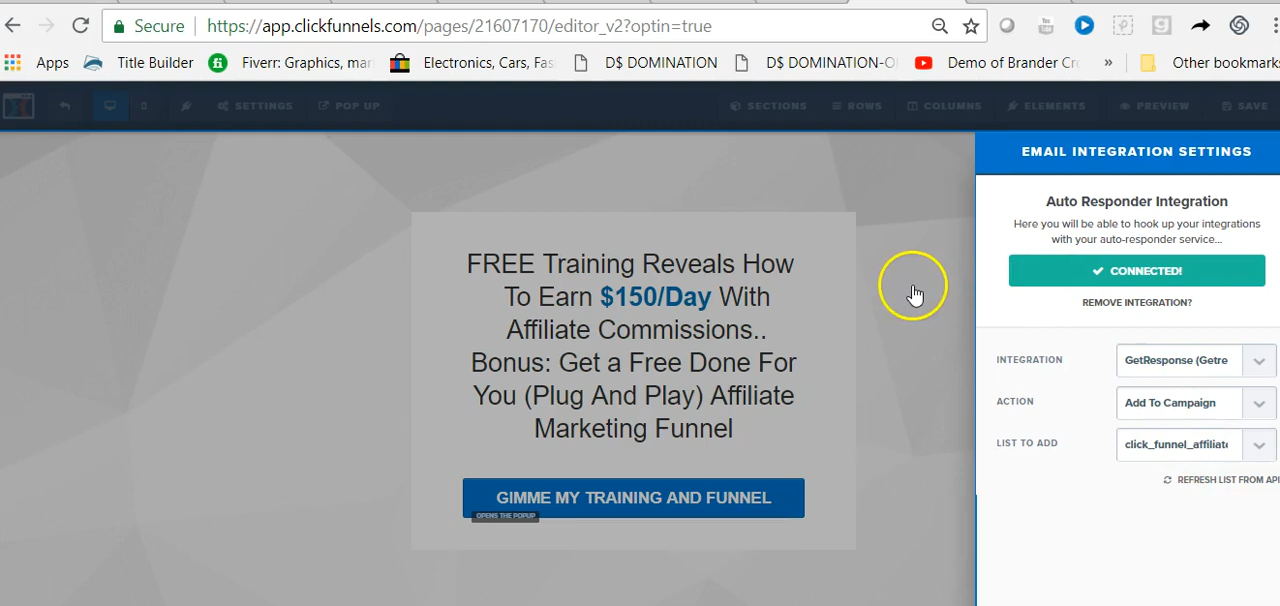 Secure https://app.clickfunnels.com/pages/21607170/editor_v2?optin=true
Apps Title Builder Fiverr: Graphics, mar Electronics, Cars, Fas D$ DOMINATION D$ DOMINATION-O Demo of Brander Cr » Other bookmarks
SETTINGS POP UP SECTIONS ROWS COLUMNS ELEMENTS PREVIEW SAVE
EMAIL INTEGRATION SETTINGS
Auto Responder Integration
Here you will be able to hook up your integrations
with your auto-responder service...
CONNECTED!
REMOVE INTEGRATION?
INTEGRATION GetResponse (Getre
ACTION Add To Campaign
LIST TO ADD click_funnel_affiliate
REFRESH LIST FROM API
FREE Training Reveals How
To Earn $150/Day With
Affiliate Commissions..
Bonus: Get a Free Done For
You (Plug And Play) Affiliate
Marketing Funnel
GIMME MY TRAINING AND FUNNEL
OPENS THE POPUP